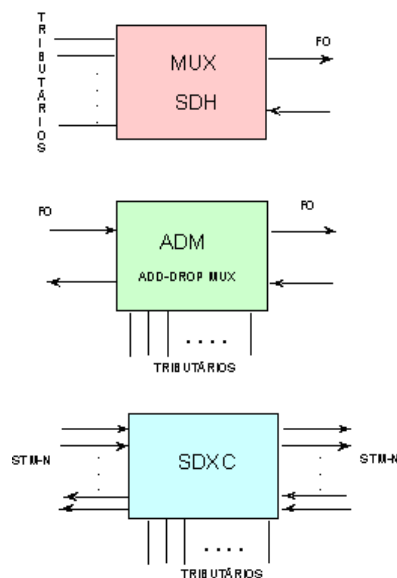 TRIBUTÁRIOS
MUX
SDH
FO
FO
FO
ADM
ADD-DROP MUX
TRIBUTÁRIOS
STM-N
SDXC
STM-N
TRIBUTÁRIOS